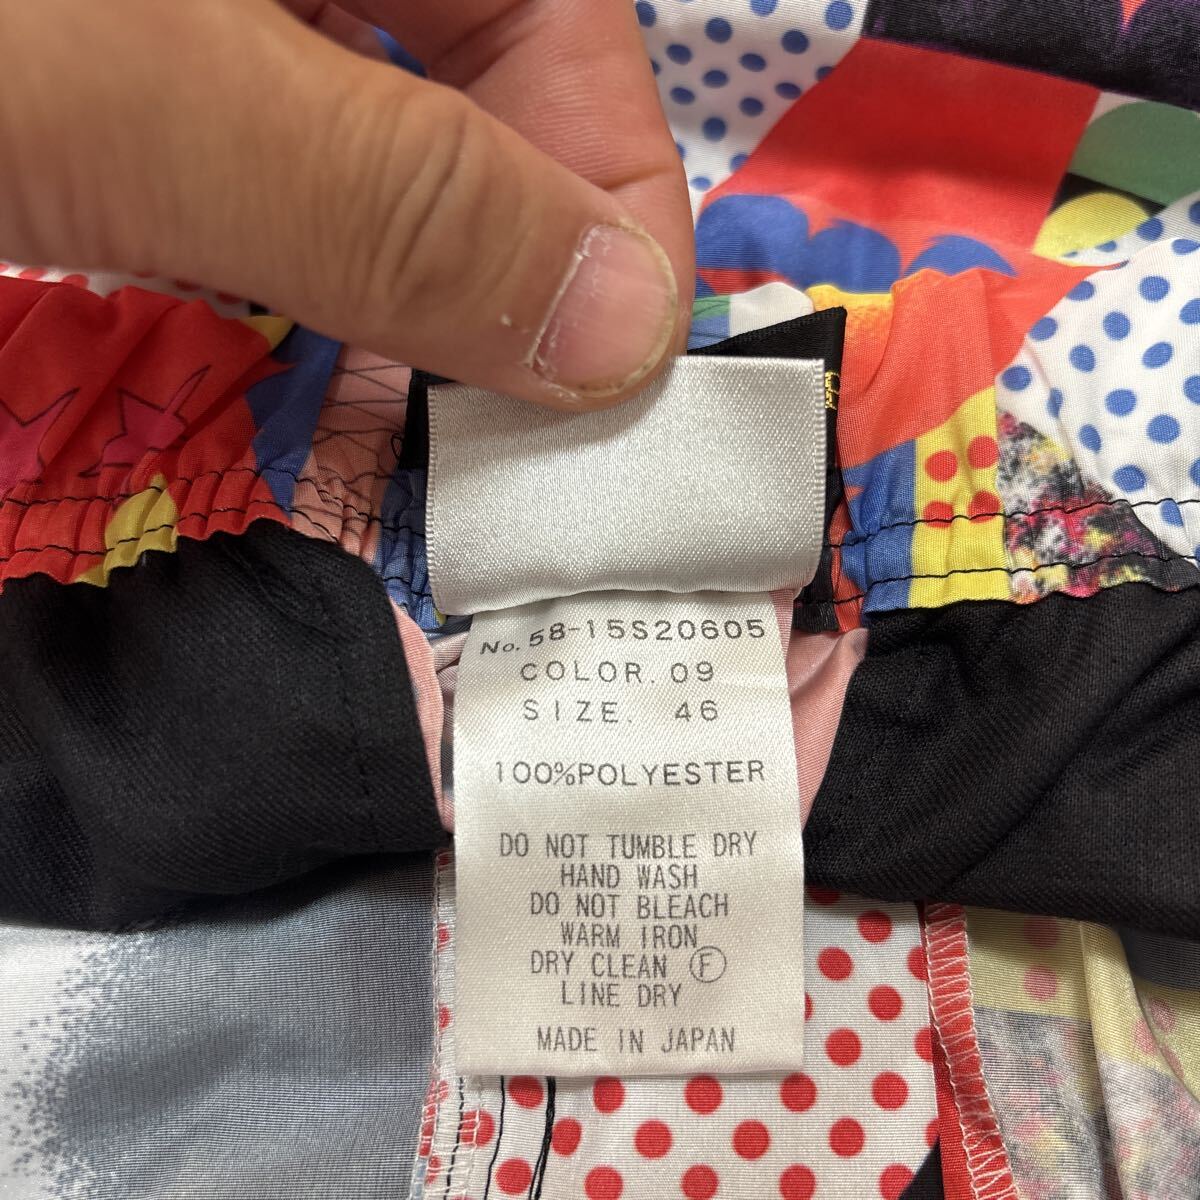 No. 58-15S20605
COLOR. 09
SIZE. 46
100%POLYESTER
DO NOT TUMBLE DRY
HAND WASH
DO NOT BLEACH
WARM IRON
DRY CLEAN Ⓕ
LINE DRY
MADE IN JAPAN